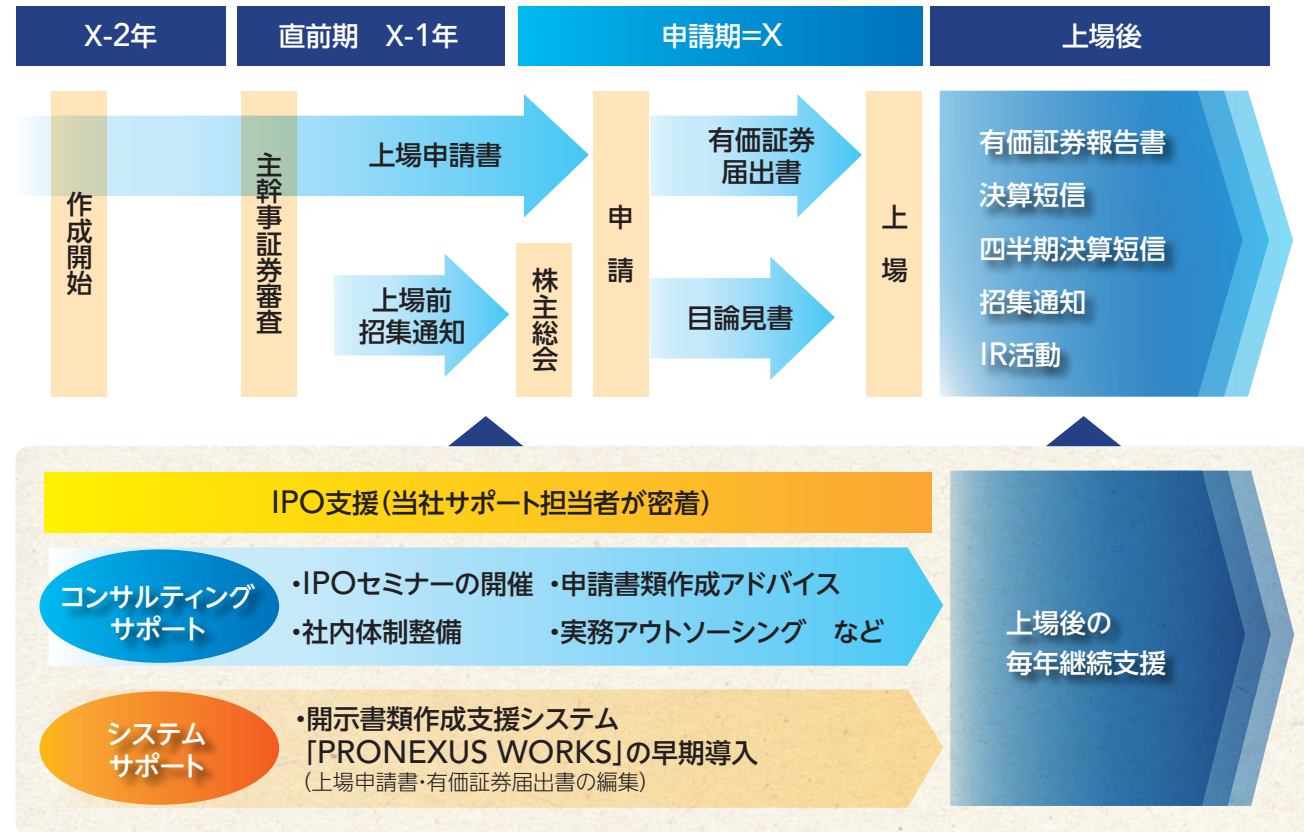 X-2年
直前期　X-1年
申請期=X
上場後
作成開始
主幹事証券審査
上場申請書
上場前
招集通知
株主総会
申請
有価証券
届出書
目論見書
上場
有価証券報告書
決算短信
四半期決算短信
招集通知
IR活動
IPO支援(当社サポート担当者が密着)
コンサルティング
サポート
・IPOセミナーの開催 ・申請書類作成アドバイス
・社内体制整備 ・実務アウトソーシング　など
システム
サポート
・開示書類作成支援システム
「PRONEXUS WORKS」の早期導入
(上場申請書・有価証券届出書の編集)
上場後の
毎年継続支援